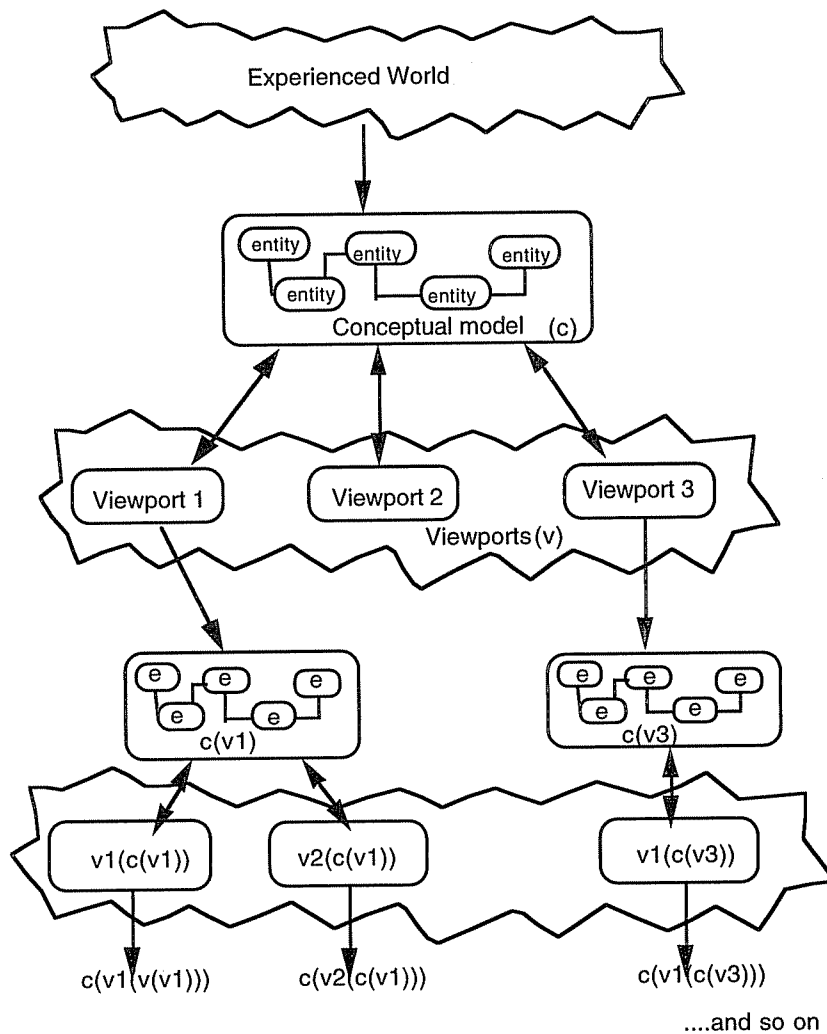 Experienced World
entity entity entity
entity entity
Conceptual model (c)
Viewport 1 Viewport 2 Viewport 3
Viewports (v)
e e e e e e
e e e e
c(v1) c(v3)
v1(c(v1)) v2(c(v1)) v1(c(v3))
c(v1(v(v1))) c(v2(c(v1))) c(v1(c(v3)))
....and so on